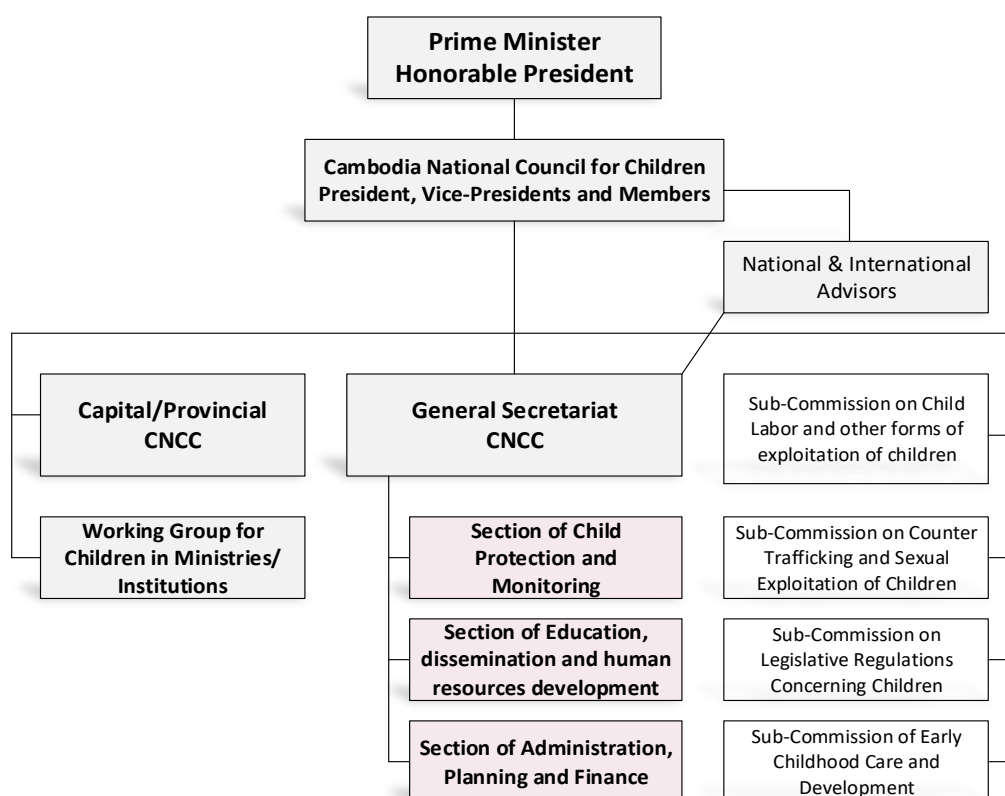 Prime Minister
Honorable President
Cambodia National Council for Children
President, Vice-Presidents and Members
National & International
Advisors
Capital/Provincial
CNCC
General Secretariat
CNCC
Sub-Commission on Child
Labor and other forms of
exploitation of children
Working Group for
Children in Ministries/
Institutions
Section of Child
Protection and
Monitoring
Sub-Commission on Counter
Trafficking and Sexual
Exploitation of Children
Section of Education,
dissemination and human
resources development
Sub-Commission on
Legislative Regulations
Concerning Children
Section of Administration,
Planning and Finance
Sub-Commission of Early
Childhood Care and
Development